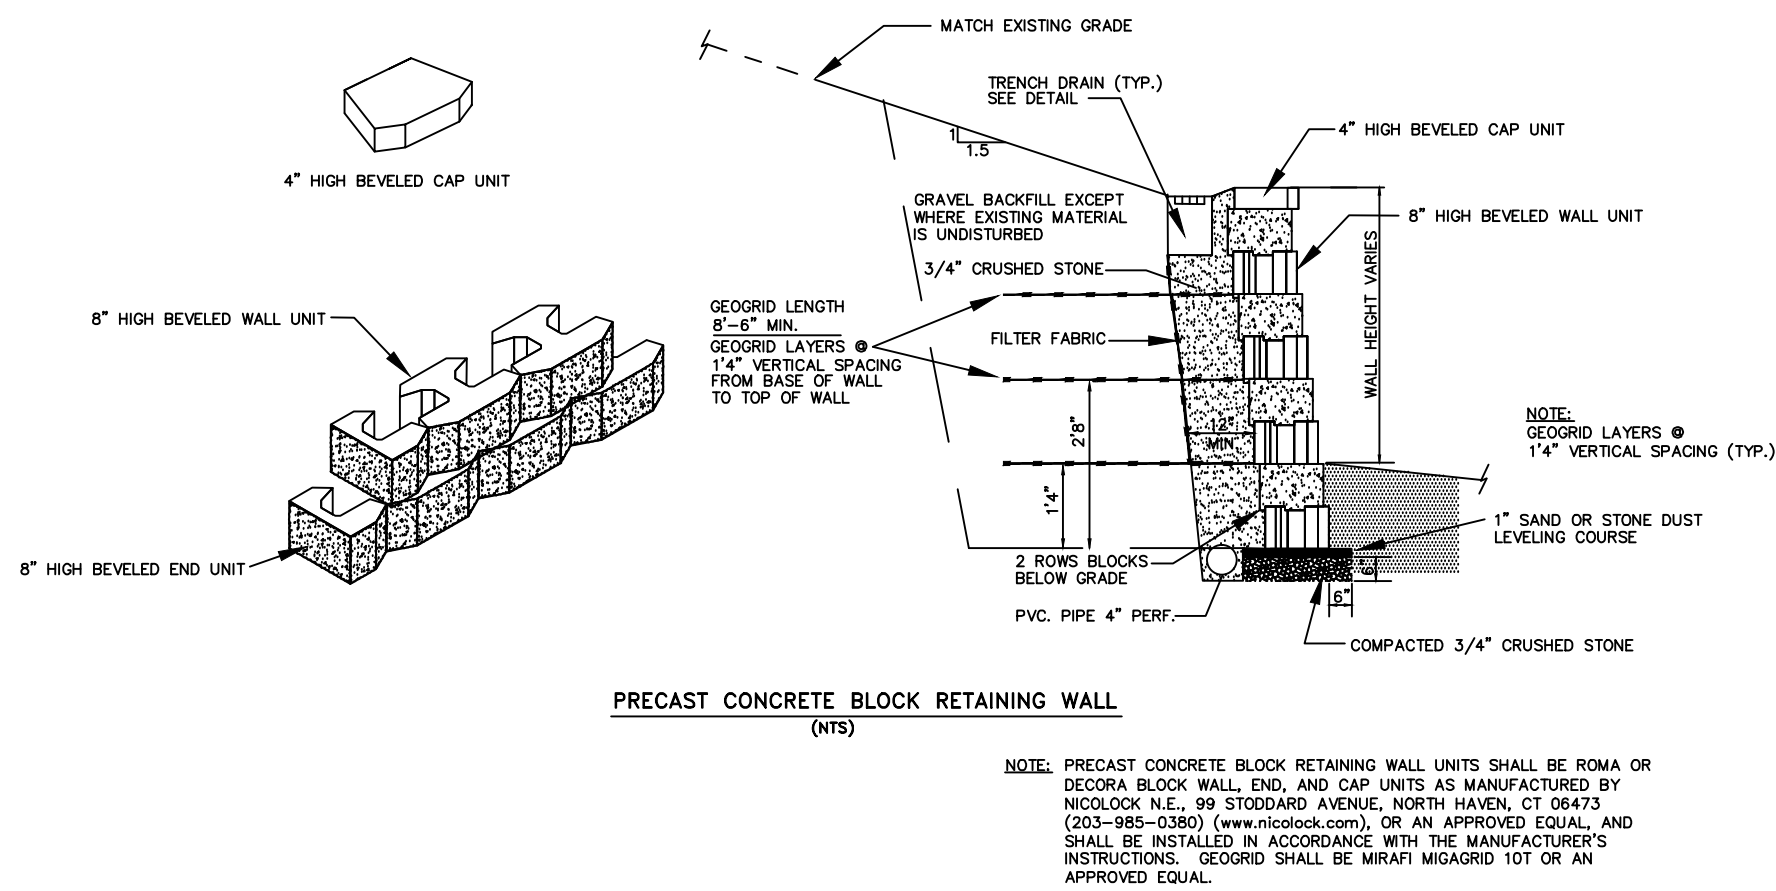 MATCH EXISTING GRADE
TRENCH DRAIN (TYP.)
SEE DETAIL
4" HIGH BEVELED CAP UNIT
1
1.5
4" HIGH BEVELED CAP UNIT
GRAVEL BACKFILL EXCEPT
WHERE EXISTING MATERIAL
IS UNDISTURBED
8" HIGH BEVELED WALL UNIT
3/4" CRUSHED STONE
WALL HEIGHT VARIES
8" HIGH BEVELED WALL UNIT
GEOGRID LENGTH
8'-6" MIN.
GEOGRID LAYERS @
1'4" VERTICAL SPACING
FROM BASE OF WALL
TO TOP OF WALL
FILTER FABRIC
2'8"
12"
MIN
NOTE:
GEOGRID LAYERS @
1'4" VERTICAL SPACING (TYP.)
1'4"
1" SAND OR STONE DUST
LEVELING COURSE
8" HIGH BEVELED END UNIT
2 ROWS BLOCKS
BELOW GRADE
6"
6"
PVC. PIPE 4" PERF.
COMPACTED 3/4" CRUSHED STONE
PRECAST CONCRETE BLOCK RETAINING WALL
(NTS)
NOTE: PRECAST CONCRETE BLOCK RETAINING WALL UNITS SHALL BE ROMA OR
DECORA BLOCK WALL, END, AND CAP UNITS AS MANUFACTURED BY
NICOLOCK N.E., 99 STODDARD AVENUE, NORTH HAVEN, CT 06473
(203-985-0380) (www.nicolock.com), OR AN APPROVED EQUAL, AND
SHALL BE INSTALLED IN ACCORDANCE WITH THE MANUFACTURER'S
INSTRUCTIONS. GEOGRID SHALL BE MIRAFI MIGAGRID 10T OR AN
APPROVED EQUAL.